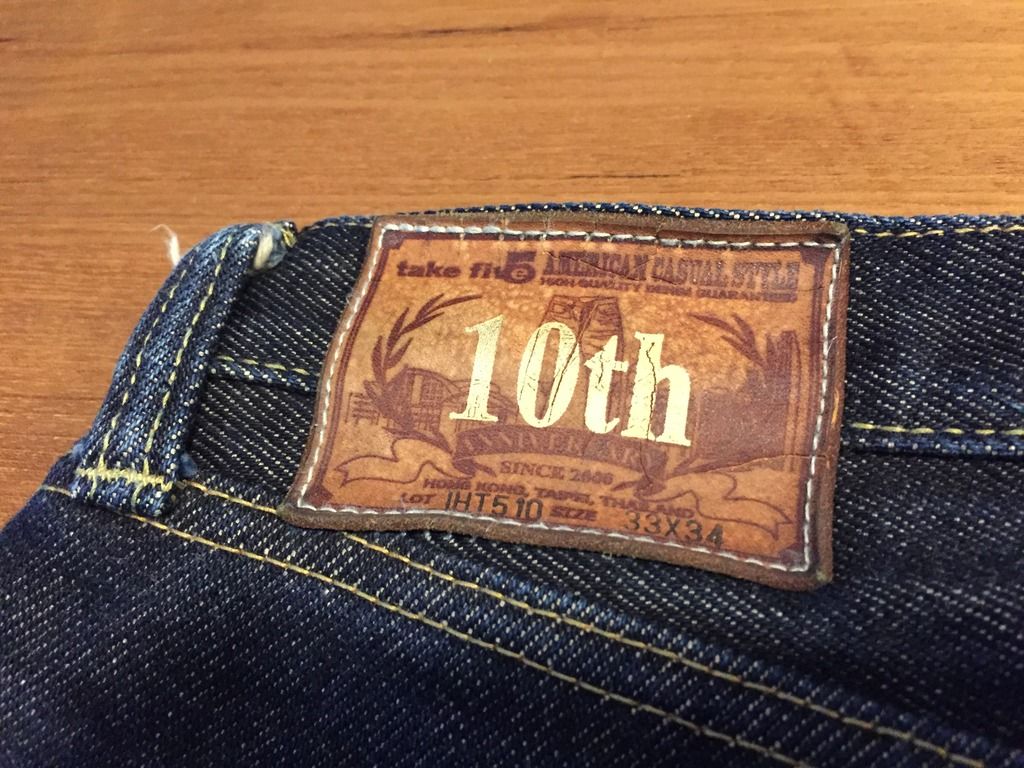 take five AMERICAN CASUAL STYLE
HIGH QUALITY DENIM GUARANTEED
10th
ANNIVERSARY
SINCE 2000
HONG KONG, TAIPEI, THAILAND
LOT IHT510 SIZE 33X34